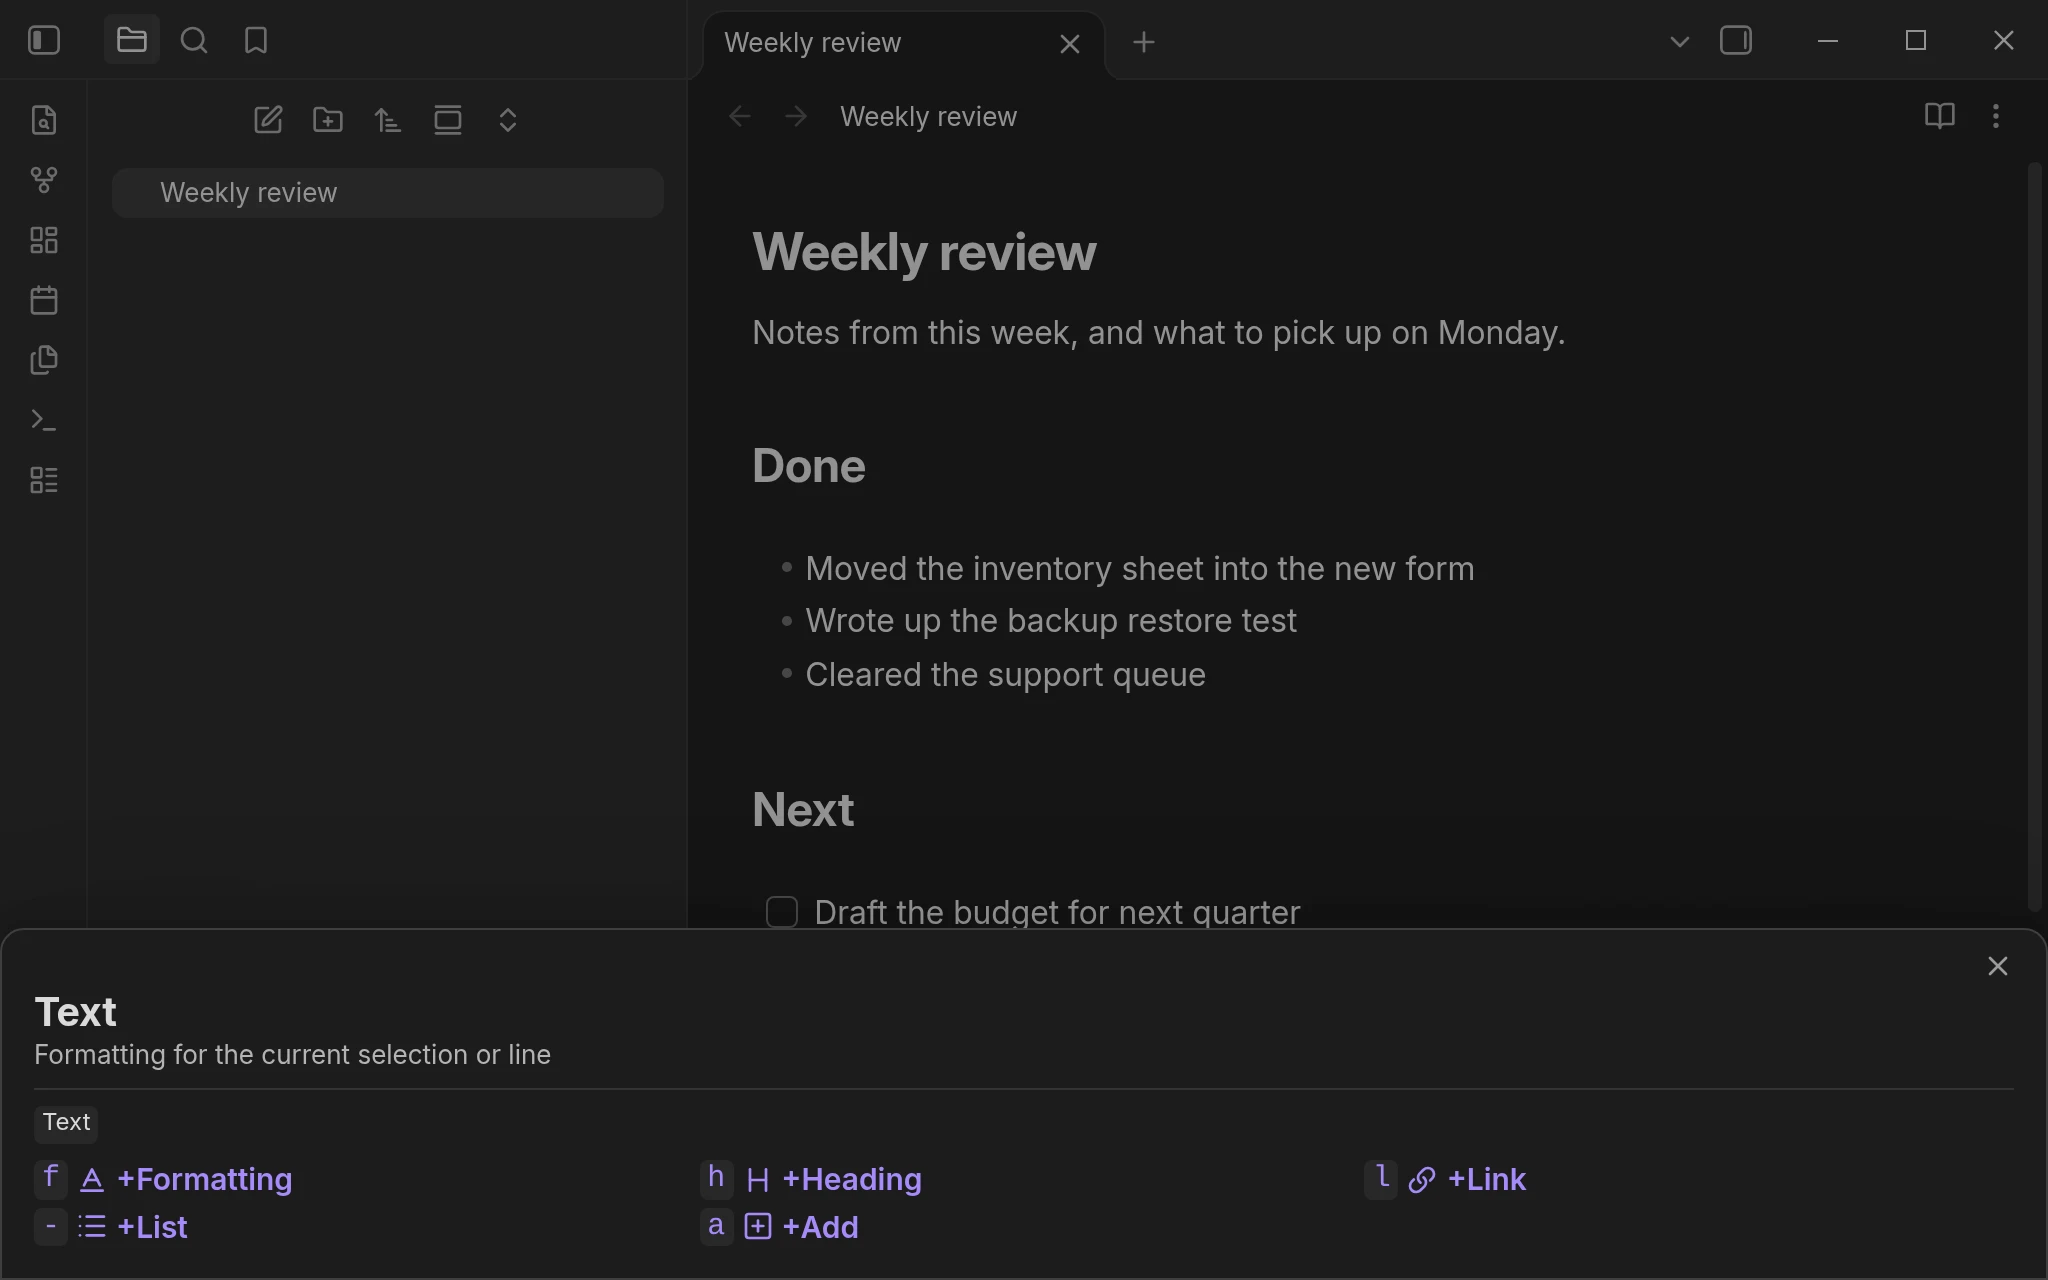 Weekly review
Weekly review
Weekly review
Weekly review
Notes from this week, and what to pick up on Monday.
Done
Moved the inventory sheet into the new form
Wrote up the backup restore test
Cleared the support queue
Next
Draft the budget for next quarter
Text
Formatting for the current selection or line
Text
f +Formatting
h +Heading
l +Link
- +List
a +Add